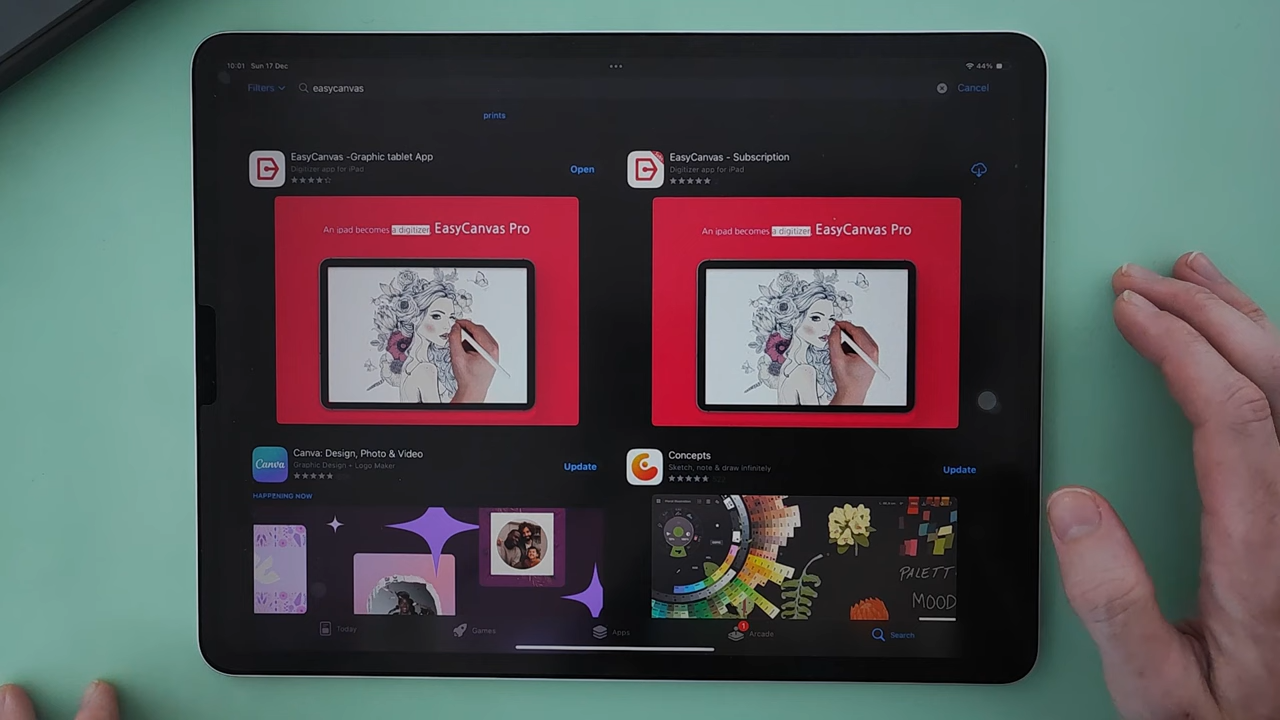 10:01 Sun 17 Dec
44%
Filters
easycanvas
Cancel
prints
EasyCanvas -Graphic tablet App
Digitizer app for iPad
Open
EasyCanvas - Subscription
Digitizer app for iPad
An ipad becomes a digitizer, EasyCanvas Pro
An ipad becomes a digitizer, EasyCanvas Pro
Canva
Canva: Design, Photo & Video
Graphic Design + Logo Maker
Update
HAPPENING NOW
Concepts
Sketch, note & draw infinitely
Update
PALETT
MOOD
Today
Games
Apps
1
Arcade
Search